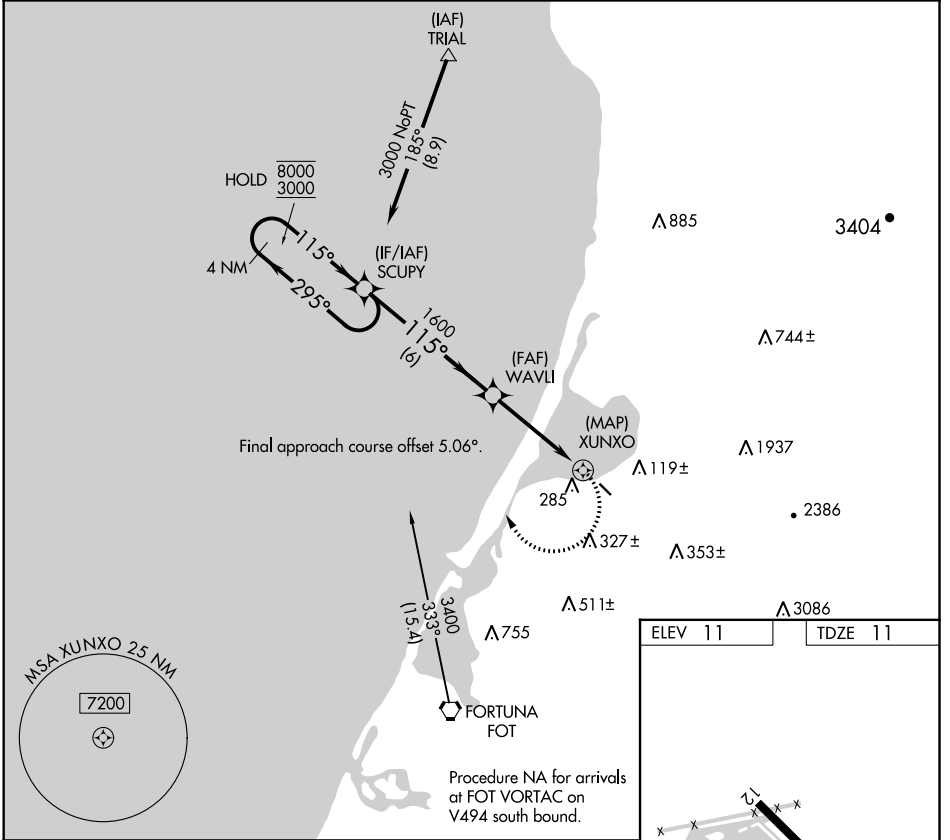 (IAF)
TRIAL
3000 NoPT
185°
(8.9)
HOLD
8000
3000
885
3404
115°
(IF/IAF)
SCUPY
4 NM
295°
1600
115°
(6)
744±
(FAF)
WAVLI
(MAP)
XUNXO
Final approach course offset 5.06°.
1937
119±
285
2386
327±
353±
3400
333°
(15.4)
511±
3086
755
ELEV 11
TDZE 11
MSA XUNXO 25 NM
7200
FORTUNA
FOT
Procedure NA for arrivals
at FOT VORTAC on
V494 south bound.
12